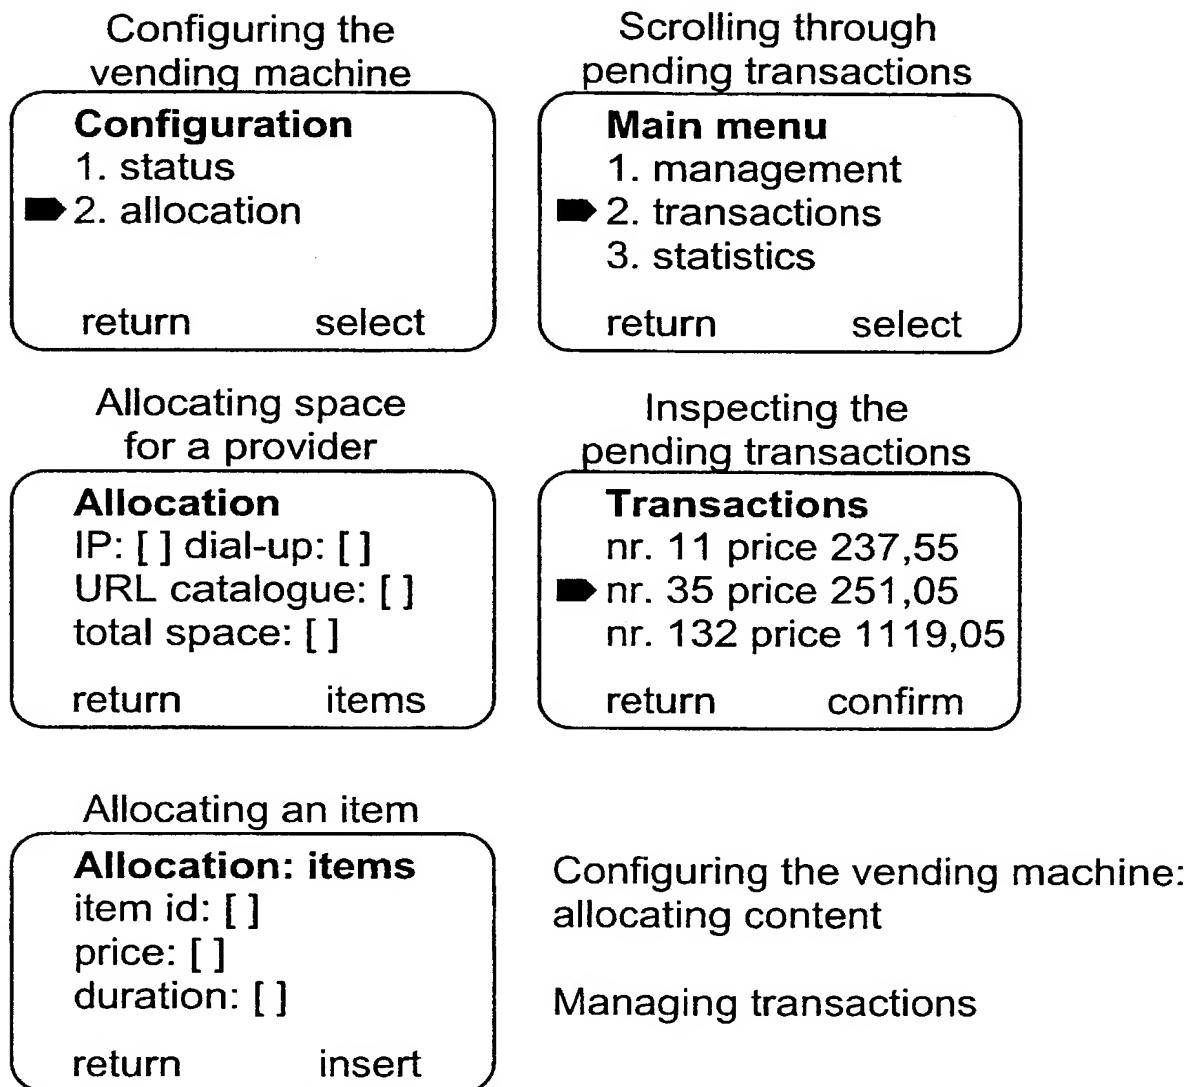 Configuring the
vending machine
Configuration
1. status
2. allocation
return select
Scrolling through
pending transactions
Main menu
1. management
2. transactions
3. statistics
return select
Allocating space
for a provider
Allocation
IP: [ ] dial-up: [ ]
URL catalogue: [ ]
total space: [ ]
return items
Inspecting the
pending transactions
Transactions
nr. 11 price 237,55
nr. 35 price 251,05
nr. 132 price 1119,05
return confirm
Allocating an item
Allocation: items
item id: [ ]
price: [ ]
duration: [ ]
return insert
Configuring the vending machine:
allocating content
Managing transactions